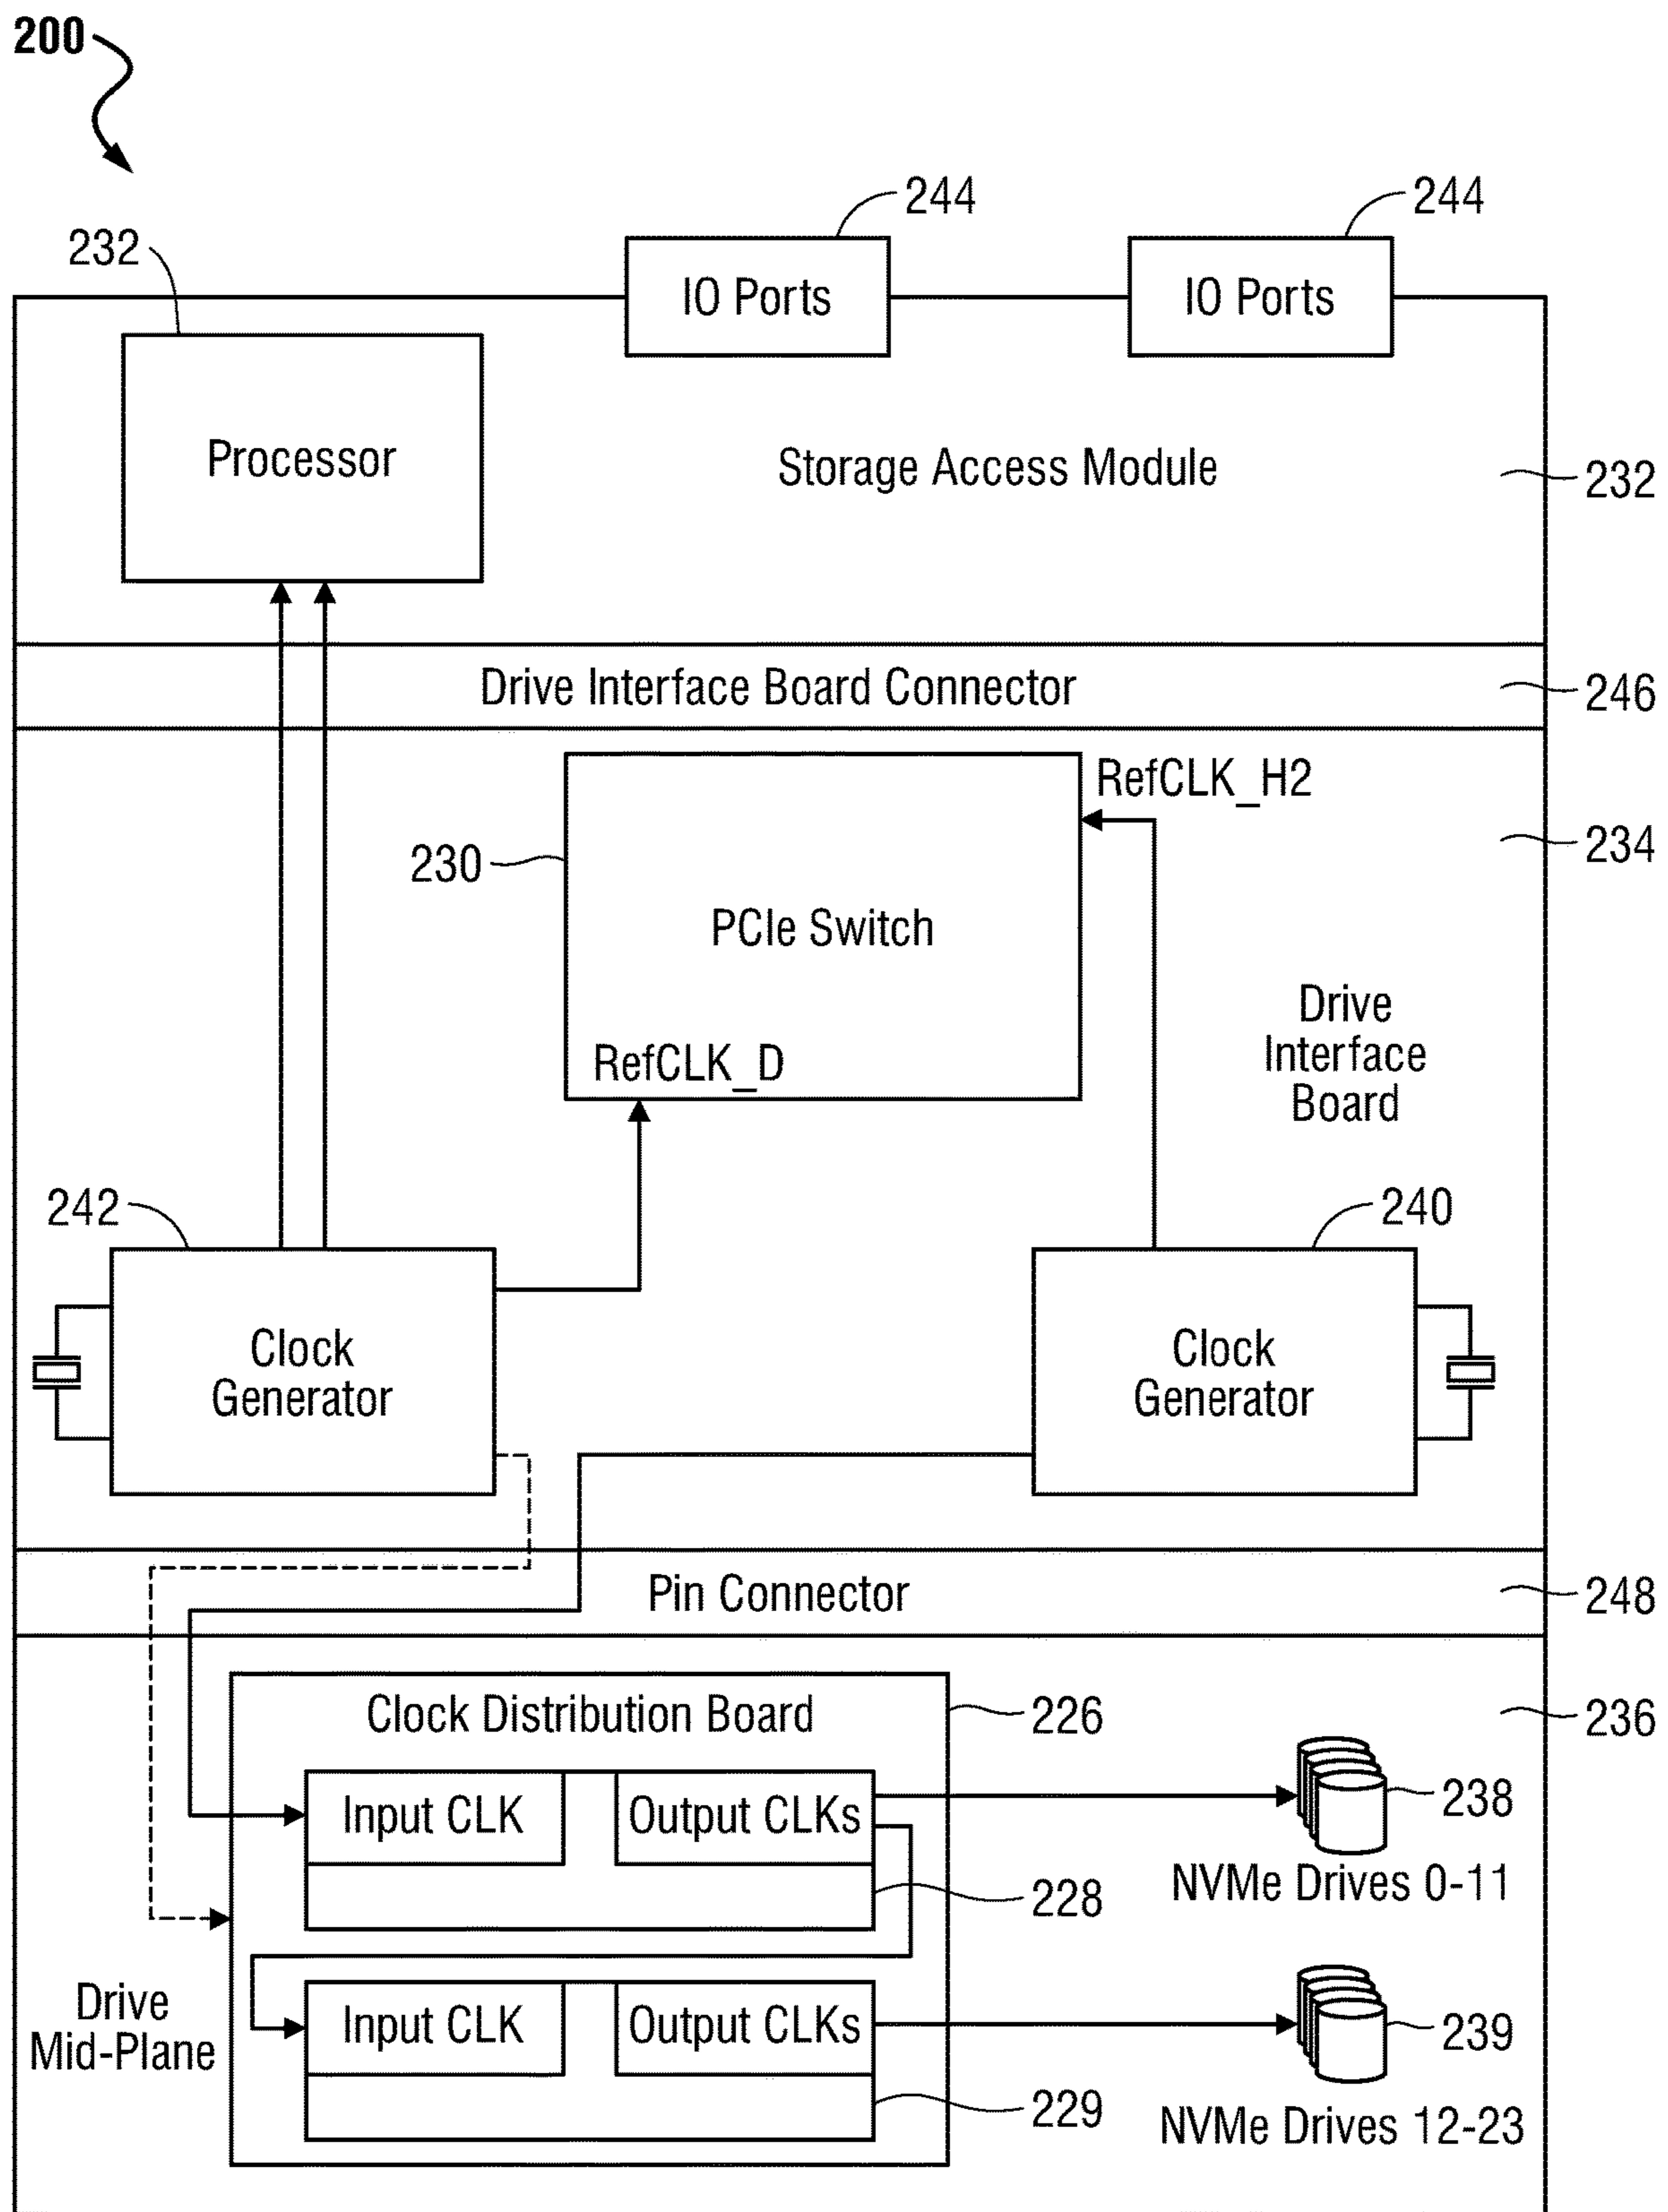 200
244
244
232
IO Ports
IO Ports
Processor
Storage Access Module
232
Drive Interface Board Connector
246
RefCLK_H2
230
234
PCIe Switch
Drive
Interface
Board
RefCLK_D
242
240
Clock
Generator
Clock
Generator
Pin Connector
248
Clock Distribution Board
226
236
Input CLK
Output CLKs
238
NVMe Drives 0-11
228
Drive
Mid-Plane
Input CLK
Output CLKs
239
229
NVMe Drives 12-23